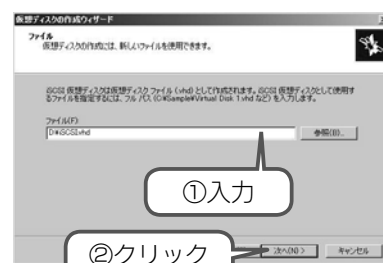 仮想ディスクの作成ウィザード
ファイル
仮想ディスクの作成には、新しいファイルを使用できます。
iSCSI 仮想ディスクは仮想ディスク ファイル (.vhd) として作成されます。iSCSI 仮想ディスクとして使用す
るファイルを指定するには、フル パス (C:¥Sample¥Virtual Disk 1.vhd など) を入力します。
ファイル(F)
D:¥iSCSI.vhd
参照(B)...
①入力
②クリック
次へ(N) >
キャンセル